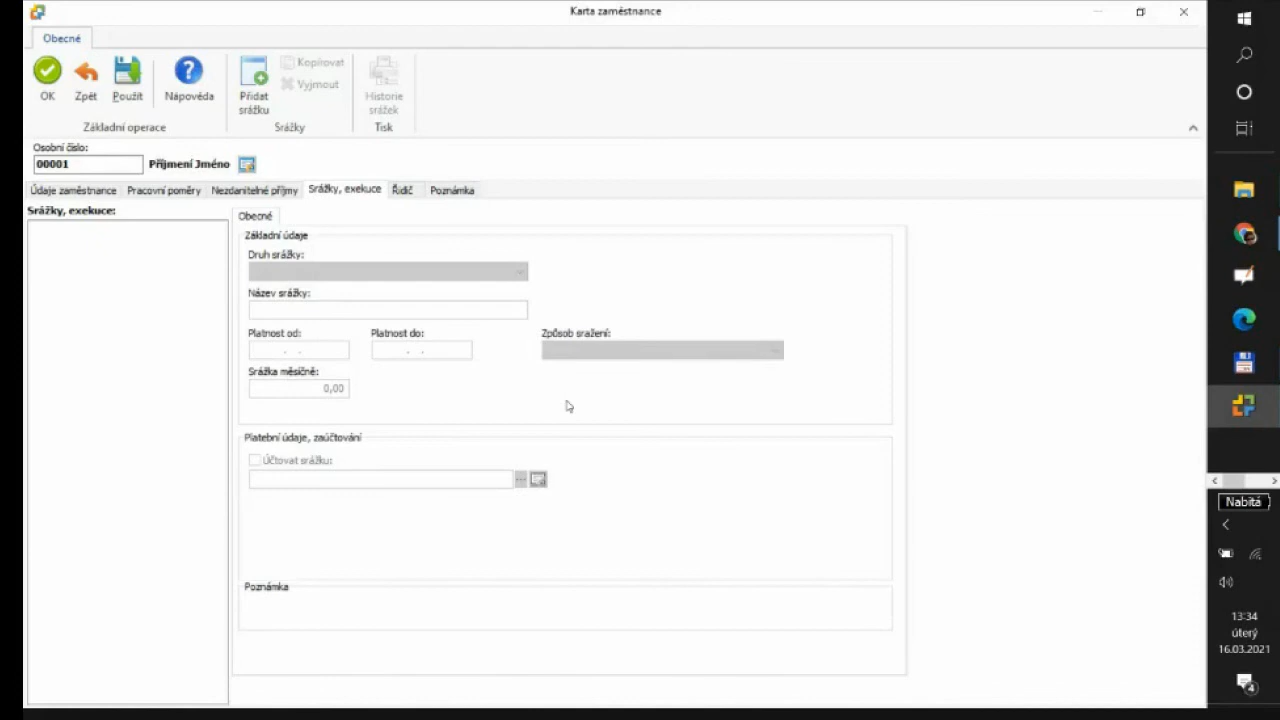 Karta zaměstnance
Obecné
OK
Zpět
Použít
Nápověda
Přidat srážku
Kopírovat
Vyjmout
Historie srážek
Základní operace
Srážky
Tisk
Osobní číslo:
00001 Příjmení Jméno
Údaje zaměstnance Pracovní poměry Nezdanitelné příjmy Srážky, exekuce Řidič Poznámka
Srážky, exekuce:
Obecné
Základní údaje
Druh srážky:
Název srážky:
Platnost od: Platnost do: Způsob sražení:
. . . .
Srážka měsíčně:
0,00
Platební údaje, zaúčtování
Účtovat srážku:
...
Poznámka
Nabitá
13:34
úterý
16.03.2021
4